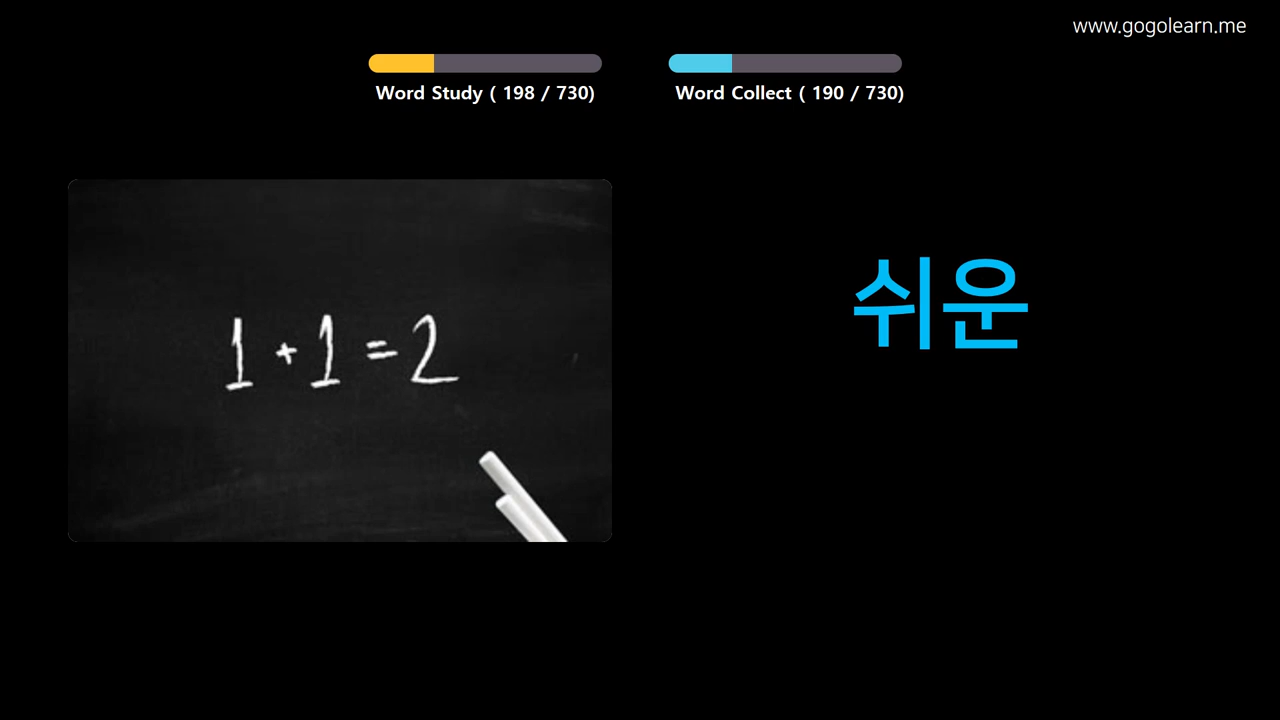 www.gogolearn.me
Word Study ( 198 / 730)
Word Collect ( 190 / 730)
1 + 1 = 2
쉬운